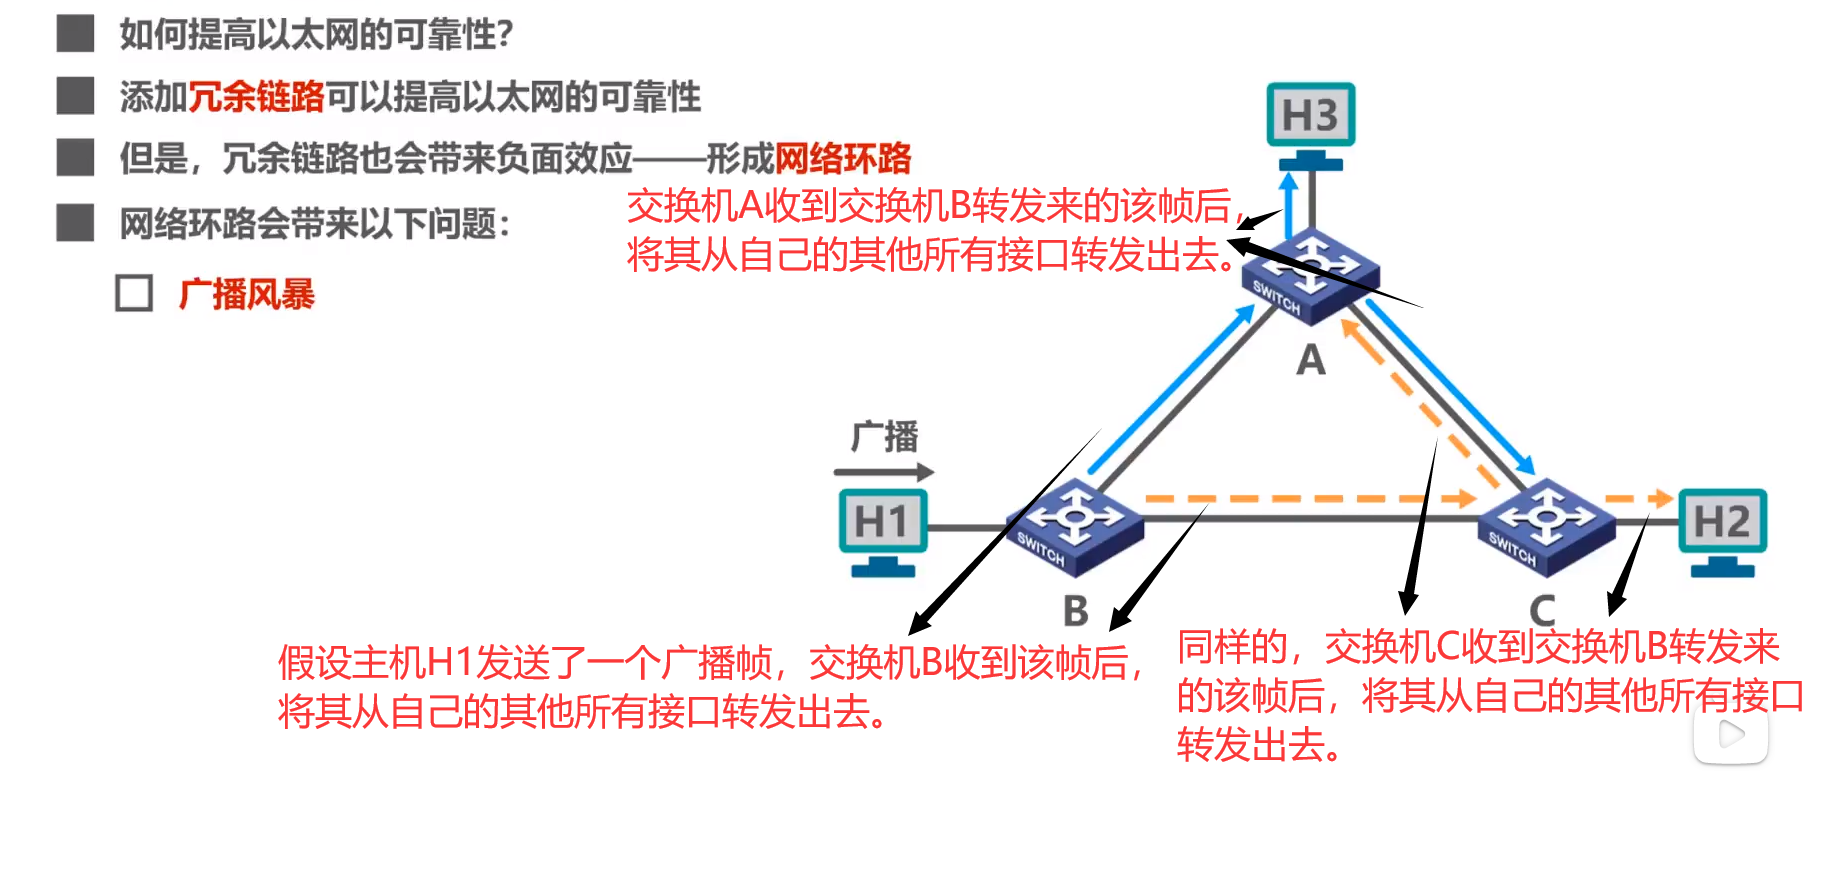 如何提高以太网的可靠性?
添加冗余链路可以提高以太网的可靠性
但是，冗余链路也会带来负面效应——形成网络环路
网络环路会带来以下问题：
广播风暴
交换机A收到交换机B转发来的该帧后，
将其从自己的其他所有接口转发出去。
H3
SWITCH
A
广播
H1
SWITCH
B
SWITCH
C
H2
假设主机H1发送了一个广播帧，交换机B收到该帧后，
将其从自己的其他所有接口转发出去。
同样的，交换机C收到交换机B转发来
的该帧后，将其从自己的其他所有接口
转发出去。